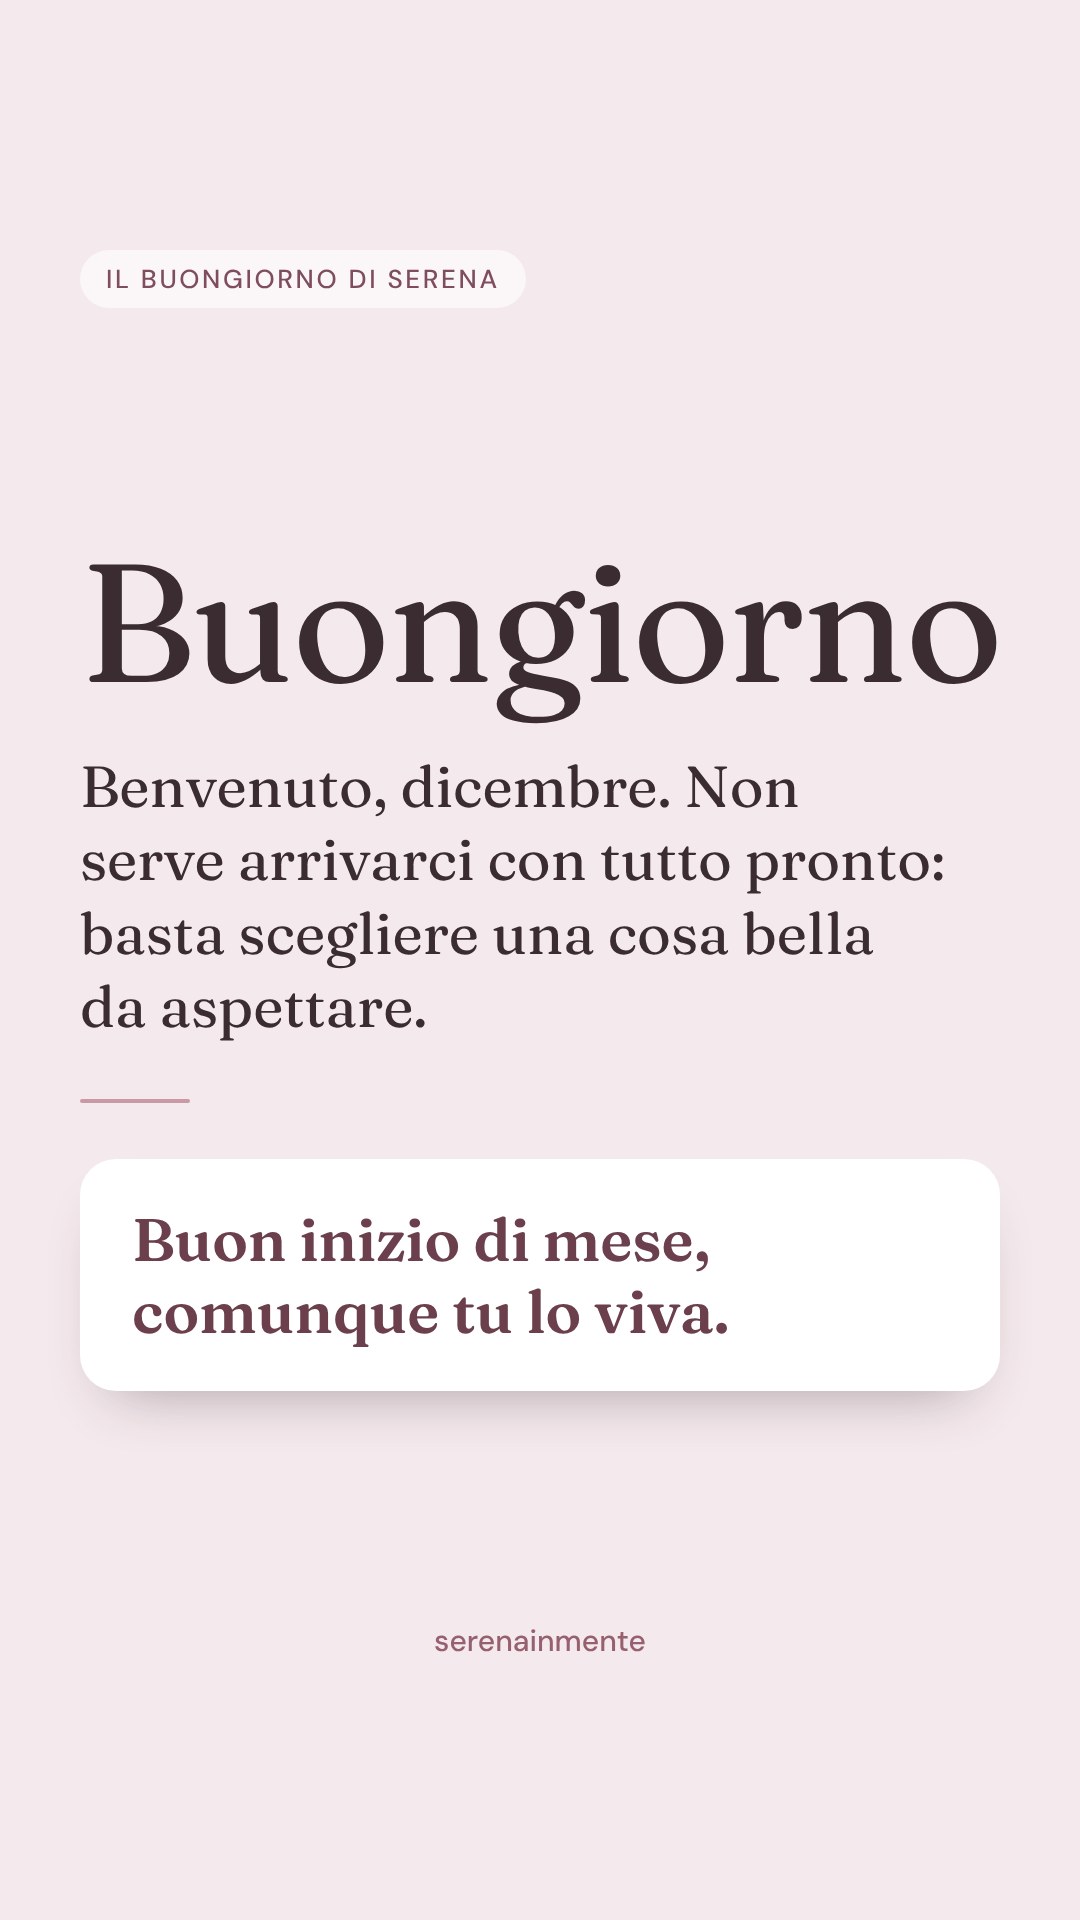 IL BUONGIORNO DI SERENA
Buongiorno
Benvenuto, dicembre. Non
serve arrivarci con tutto pronto:
basta scegliere una cosa bella
da aspettare.
Buon inizio di mese,
comunque tu lo viva.
serenainmente